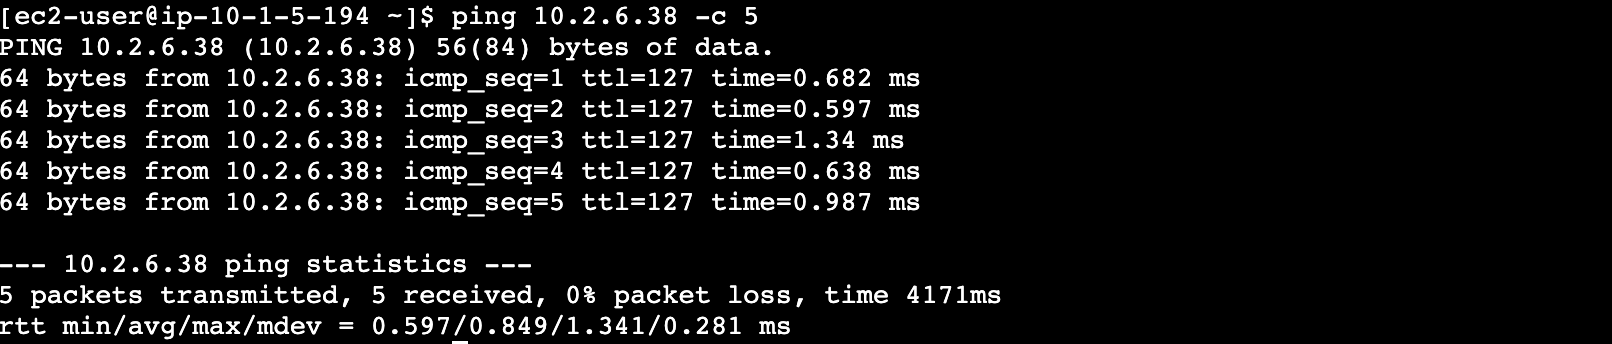 [ec2-user@ip-10-1-5-194 ~]$ ping 10.2.6.38 -c 5
PING 10.2.6.38 (10.2.6.38) 56(84) bytes of data.
64 bytes from 10.2.6.38: icmp_seq=1 ttl=127 time=0.682 ms
64 bytes from 10.2.6.38: icmp_seq=2 ttl=127 time=0.597 ms
64 bytes from 10.2.6.38: icmp_seq=3 ttl=127 time=1.34 ms
64 bytes from 10.2.6.38: icmp_seq=4 ttl=127 time=0.638 ms
64 bytes from 10.2.6.38: icmp_seq=5 ttl=127 time=0.987 ms
--- 10.2.6.38 ping statistics ---
5 packets transmitted, 5 received, 0% packet loss, time 4171ms
rtt min/avg/max/mdev = 0.597/0.849/1.341/0.281 ms